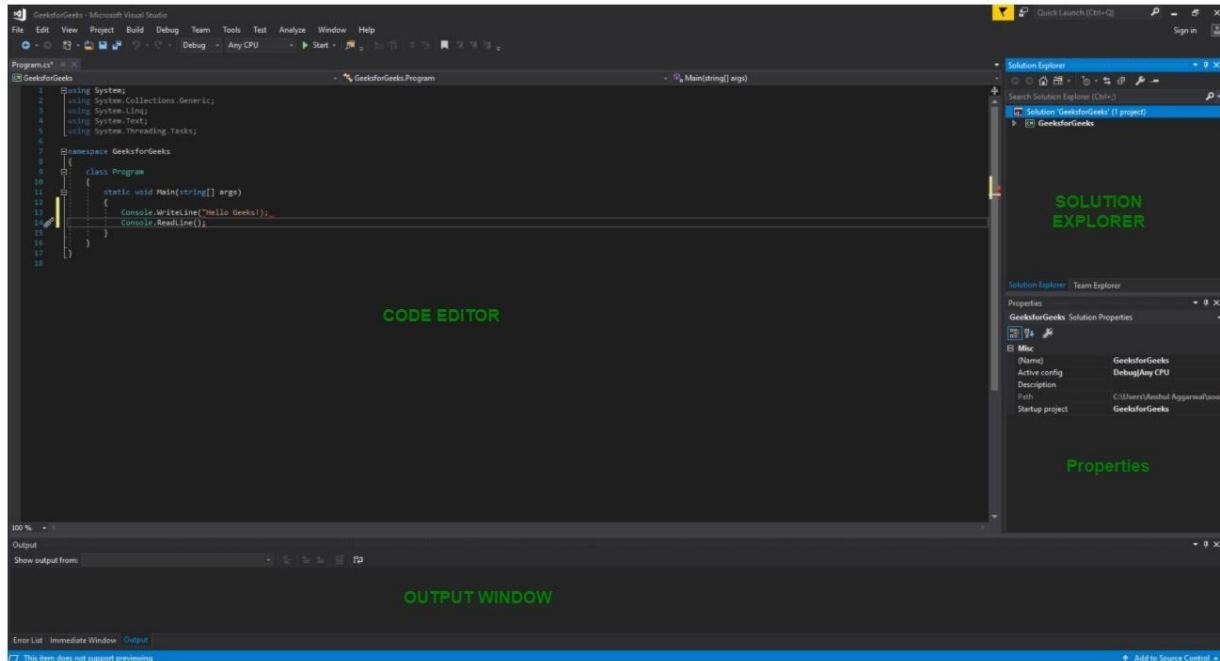 GeeksforGeeks - Microsoft Visual Studio
Quick Launch (Ctrl+Q)
File Edit View Project Build Debug Team Tools Test Analyze Window Help
Sign in
Debug Any CPU Start
Program.cs*
GeeksforGeeks
GeeksforGeeks.Program
Main(string[] args)
1 using System;
2 using System.Collections.Generic;
3 using System.Linq;
4 using System.Text;
5 using System.Threading.Tasks;
6
7 namespace GeeksforGeeks
8 {
9 class Program
10 {
11 static void Main(string[] args)
12 {
13 Console.WriteLine("Hello Geeks!);
14 Console.ReadLine();
15 }
16 }
17 }
18
CODE EDITOR
100 %
Solution Explorer
Search Solution Explorer (Ctrl+;)
Solution 'GeeksforGeeks' (1 project)
GeeksforGeeks
SOLUTION
EXPLORER
Solution Explorer Team Explorer
Properties
GeeksforGeeks Solution Properties
Misc
(Name) GeeksforGeeks
Active config Debug|Any CPU
Description
Path C:\Users\Anshul Aggarwal\sou
Startup project GeeksforGeeks
Properties
Output
Show output from:
OUTPUT WINDOW
Error List Immediate Window Output
This item does not support previewing
Add to Source Control